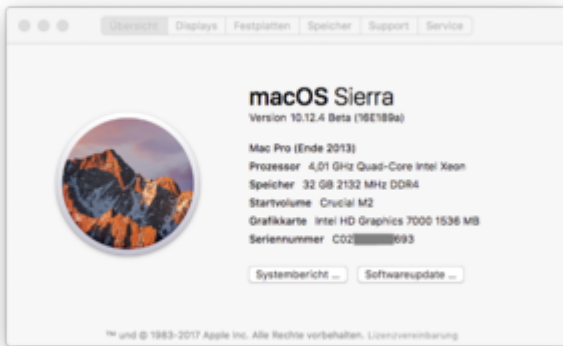 Übersicht Displays Festplatten Speicher Support Service
macOS Sierra
Version 10.12.4 Beta (16E189a)
Mac Pro (Ende 2013)
Prozessor 4,01 GHz Quad-Core Intel Xeon
Speicher 32 GB 2132 MHz DDR4
Startvolume Crucial M2
Grafikkarte Intel HD Graphics 7000 1536 MB
Seriennummer C02 693
Systembericht ... Softwareupdate ...
™ und © 1983-2017 Apple Inc. Alle Rechte vorbehalten. Lizenzvereinbarung